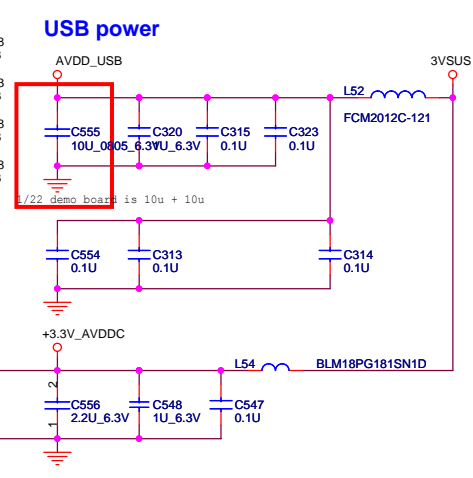 USB power
AVDD_USB
3VSUS
L52
FCM2012C-121
C555
10U_0805_6.3V
C320
1U_6.3V
C315
0.1U
C323
0.1U
1/22 demo board is 10u + 10u
C554
0.1U
C313
0.1U
C314
0.1U
+3.3V_AVDDC
L54
BLM18PG181SN1D
2
C556
2.2U_6.3V
1
C548
1U_6.3V
C547
0.1U